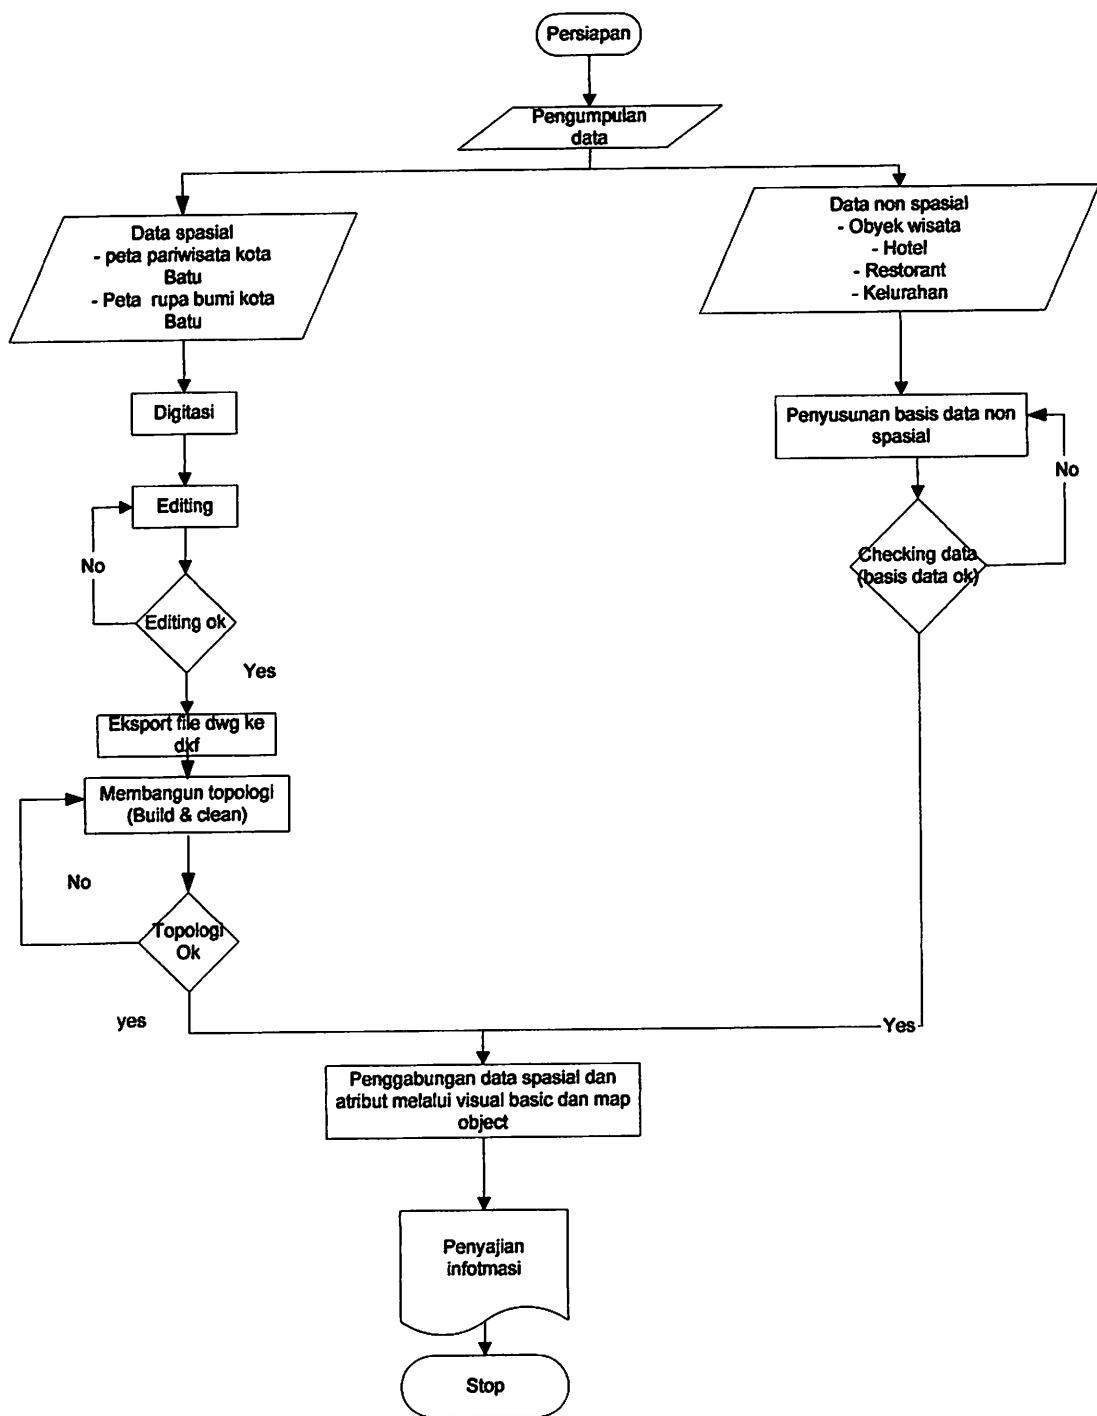 Persiapan
Pengumpulan
data
Data spasial
- peta pariwisata kota
Batu
- Peta rupa bumi kota
Batu
Data non spasial
- Obyek wisata
- Hotel
- Restorant
- Kelurahan
Digitasi
Penyusunan basis data non
spasial
No
Editing
No
Checking data
(basis data ok)
Editing ok
Yes
Eksport file dwg ke
dxf
Membangun topologi
(Build & clean)
No
Topologi
Ok
yes
Yes
Penggabungan data spasial dan
atribut melalui visual basic dan map
object
Penyajian
infotmasi
Stop